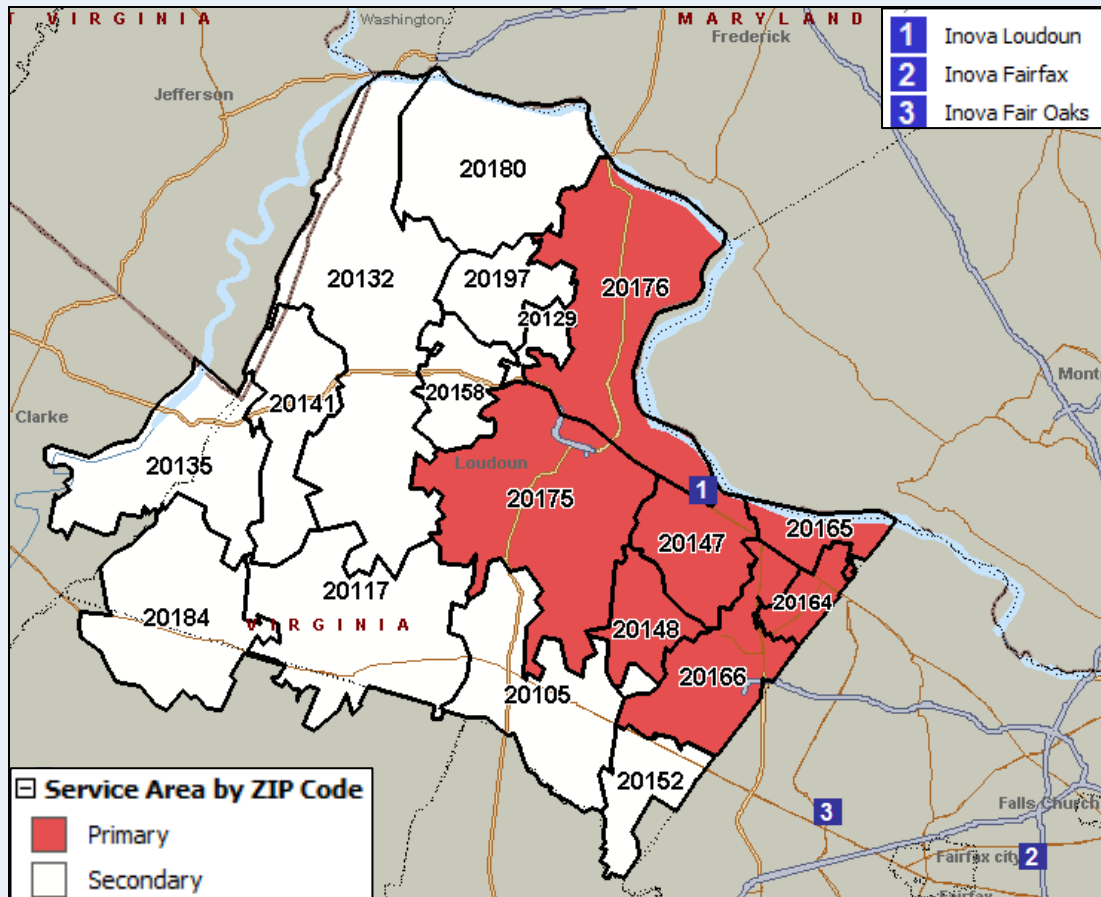 T VIRGINIA
Washington
MARYLAND
Frederick
1 Inova Loudoun
2 Inova Fairfax
3 Inova Fair Oaks
Jefferson
20180
20132
20197
20176
20129
Mont
20158
20141
Clarke
20135
Loudoun
1
20175
20165
20147
20117
20164
20184
VIRGINIA
20148
20166
20105
20152
Service Area by ZIP Code
Primary
Secondary
3
Falls Church
Fairfax city
2
Fairfax